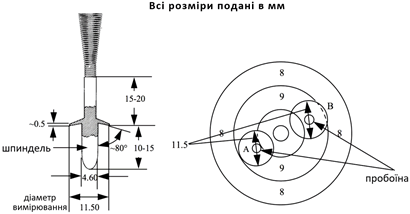 Всі розміри подані в мм
15-20
~0.5
шпиндель
~80°
10-15
4.60
діаметр
вимірювання
11.50
8
9
B
8
8
11.5
A
9
8
пробоїна